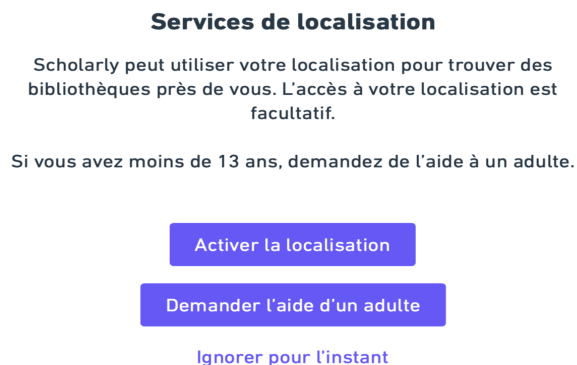 Services de localisation
Scholarly peut utiliser votre localisation pour trouver des
bibliothèques près de vous. L’accès à votre localisation est
facultatif.
Si vous avez moins de 13 ans, demandez de l’aide à un adulte.
Activer la localisation
Demander l’aide d’un adulte
Ignorer pour l’instant